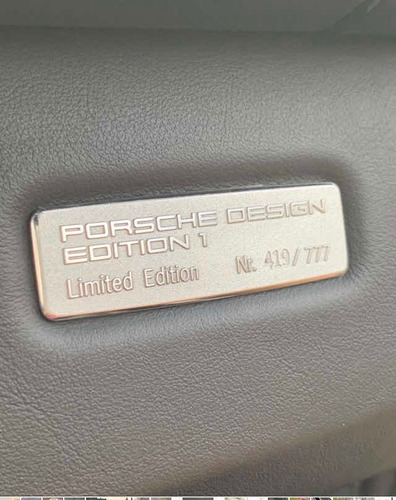 PORSCHE DESIGN
EDITION 1
Limited Edition Nr. 419/777